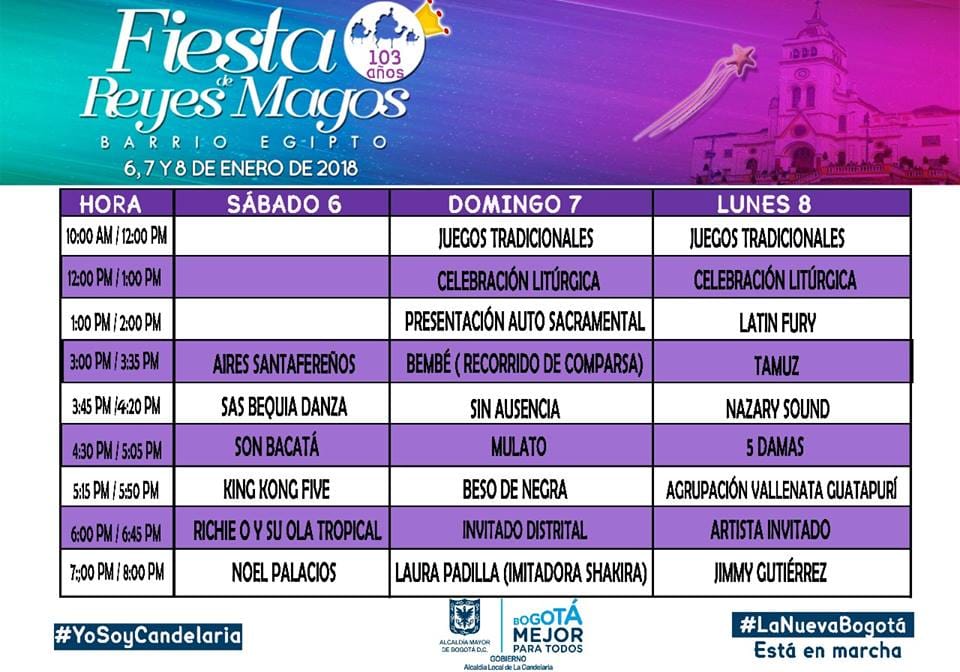 Fiesta
de
Reyes Magos
103
años
BARRIO EGIPTO
6, 7 Y 8 DE ENERO DE 2018
HORA SÁBADO 6 DOMINGO 7 LUNES 8
10:00 AM / 12:00 PM JUEGOS TRADICIONALES JUEGOS TRADICIONALES
12:00 PM / 1:00 PM CELEBRACIÓN LITÚRGICA CELEBRACIÓN LITÚRGICA
1:00 PM / 2:00 PM PRESENTACIÓN AUTO SACRAMENTAL LATIN FURY
3:00 PM / 3:35 PM AIRES SANTAFEREÑOS BEMBÉ ( RECORRIDO DE COMPARSA) TAMUZ
3:45 PM /4:20 PM SAS BEQUIA DANZA SIN AUSENCIA NAZARY SOUND
4:30 PM / 5:05 PM SON BACATÁ MULATO 5 DAMAS
5:15 PM / 5:50 PM KING KONG FIVE BESO DE NEGRA AGRUPACIÓN VALLENATA GUATAPURÍ
6:00 PM / 6:45 PM RICHIE O Y SU OLA TROPICAL INVITADO DISTRITAL ARTISTA INVITADO
7:;00 PM / 8:00 PM NOEL PALACIOS LAURA PADILLA (IMITADORA SHAKIRA) JIMMY GUTIÉRREZ
#YoSoyCandelaria
ALCALDÍA MAYOR
DE BOGOTÁ D.C.
BOGOTÁ
MEJOR
PARA TODOS
GOBIERNO
Alcaldía Local de La Candelaria
#LaNuevaBogotá
Está en marcha